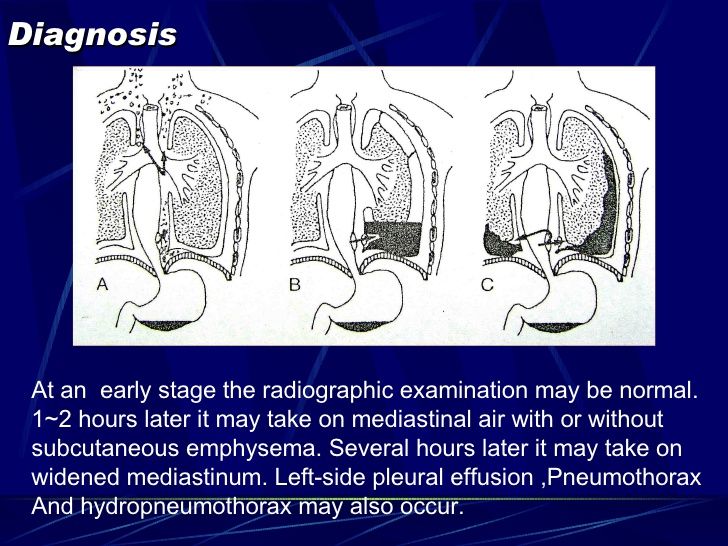 Diagnosis
A B C
At an early stage the radiographic examination may be normal.
1~2 hours later it may take on mediastinal air with or without
subcutaneous emphysema. Several hours later it may take on
widened mediastinum. Left-side pleural effusion ,Pneumothorax
And hydropneumothorax may also occur.